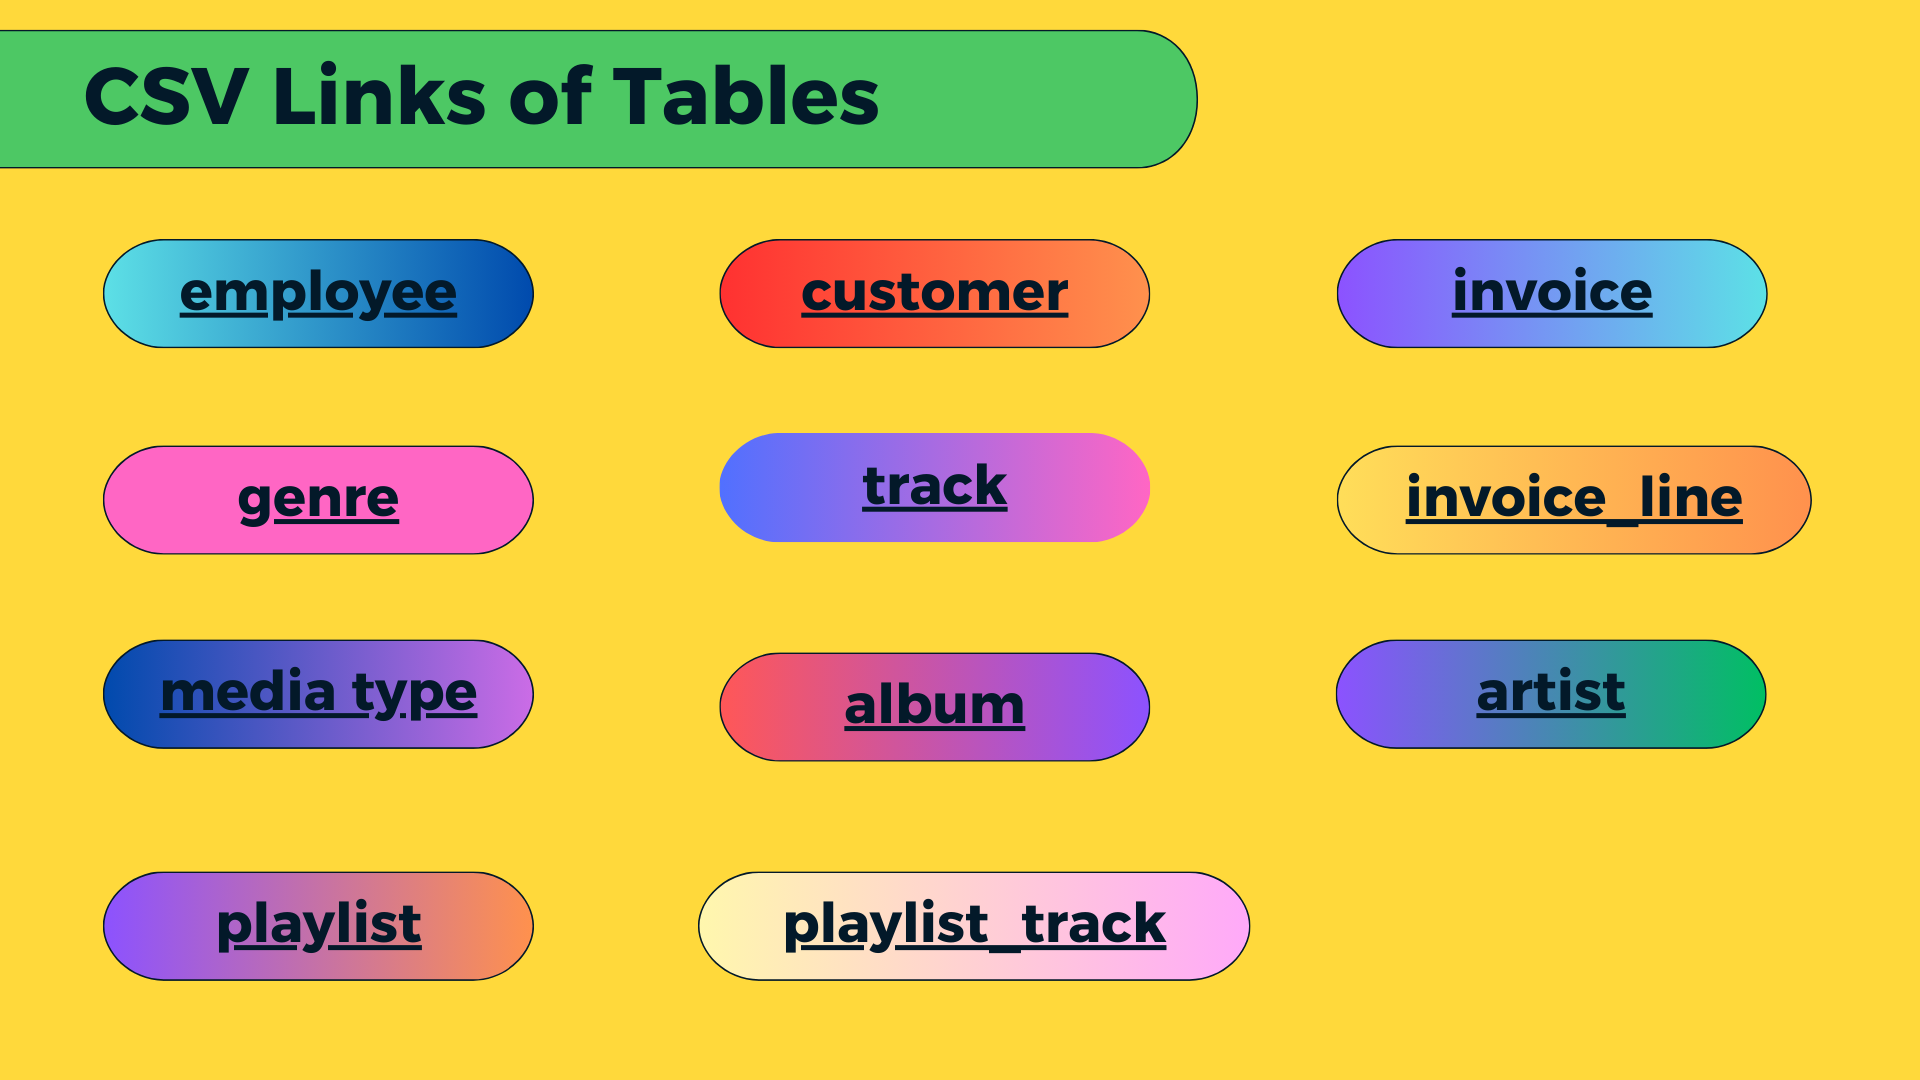 CSV Links of Tables
employee
customer
invoice
genre
track
invoice_line
media type
album
artist
playlist
playlist_track